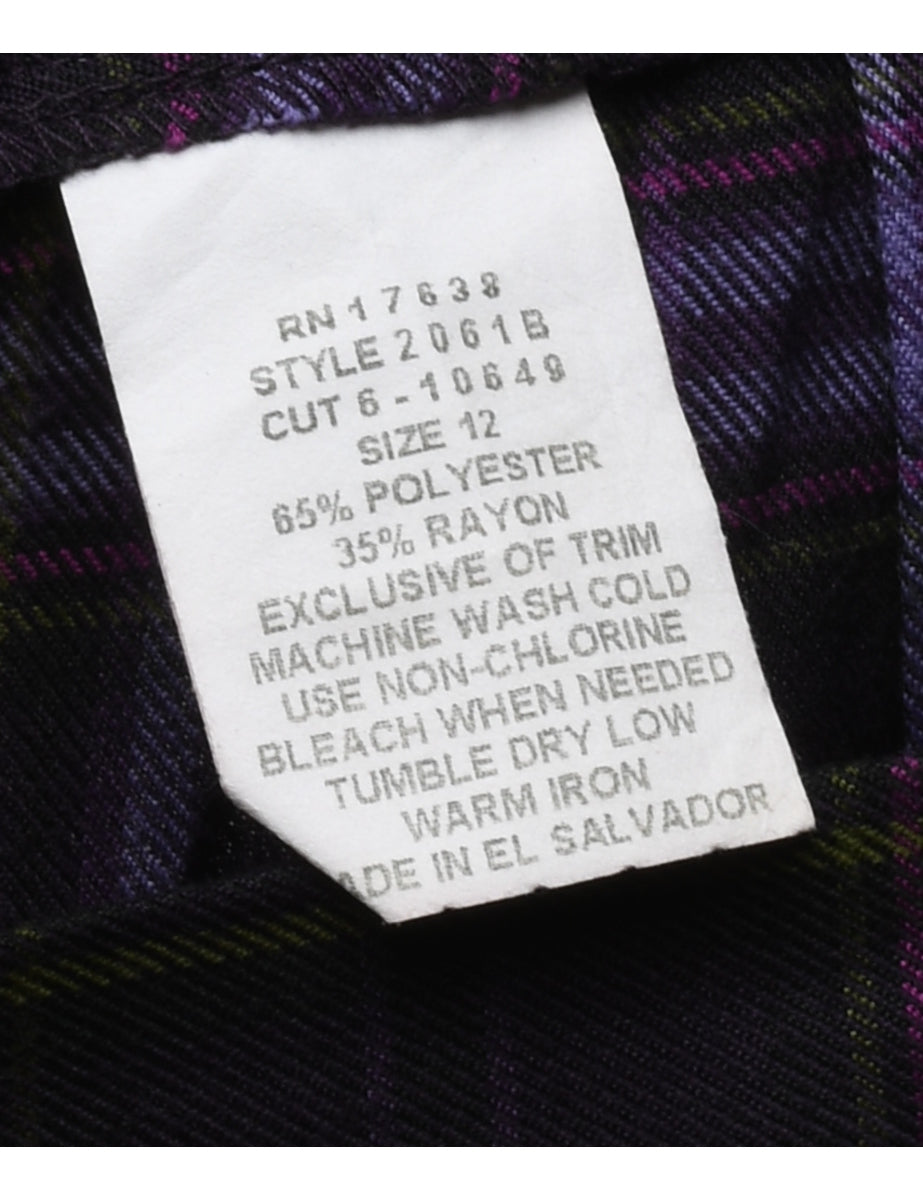 RN 17638
STYLE 2061B
CUT 6-10649
SIZE 12
65% POLYESTER
35% RAYON
EXCLUSIVE OF TRIM
MACHINE WASH COLD
USE NON-CHLORINE
BLEACH WHEN NEEDED
TUMBLE DRY LOW
WARM IRON
ADE IN EL SALVADOR